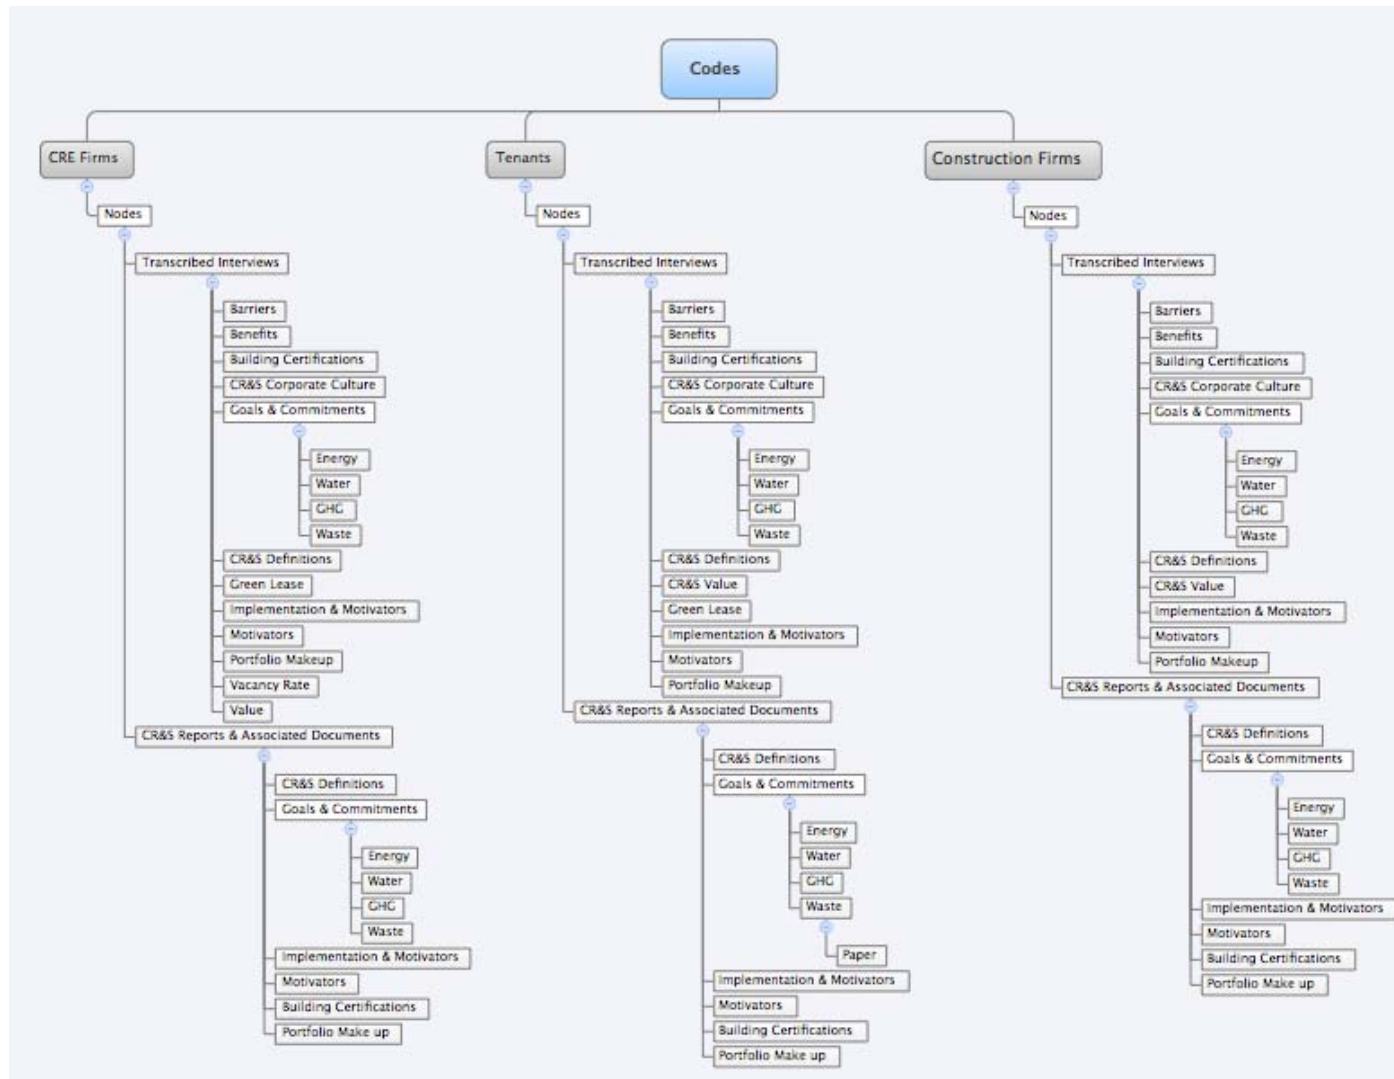 Codes
CRE Firms
Nodes
Transcribed Interviews
Barriers
Benefits
Building Certifications
CR&S Corporate Culture
Goals & Commitments
Energy
Water
GHG
Waste
CR&S Definitions
Green Lease
Implementation & Motivators
Motivators
Portfolio Makeup
Vacancy Rate
Value
CR&S Reports & Associated Documents
CR&S Definitions
Goals & Commitments
Energy
Water
GHG
Waste
Implementation & Motivators
Motivators
Building Certifications
Portfolio Make up
Tenants
Nodes
Transcribed Interviews
Barriers
Benefits
Building Certifications
CR&S Corporate Culture
Goals & Commitments
Energy
Water
GHG
Waste
CR&S Definitions
CR&S Value
Green Lease
Implementation & Motivators
Motivators
Portfolio Makeup
CR&S Reports & Associated Documents
CR&S Definitions
Goals & Commitments
Energy
Water
GHG
Waste
Paper
Implementation & Motivators
Motivators
Building Certifications
Portfolio Make up
Construction Firms
Nodes
Transcribed Interviews
Barriers
Benefits
Building Certifications
CR&S Corporate Culture
Goals & Commitments
Energy
Water
GHG
Waste
CR&S Definitions
CR&S Value
Implementation & Motivators
Motivators
Portfolio Makeup
CR&S Reports & Associated Documents
CR&S Definitions
Goals & Commitments
Energy
Water
GHG
Waste
Implementation & Motivators
Motivators
Building Certifications
Portfolio Make up